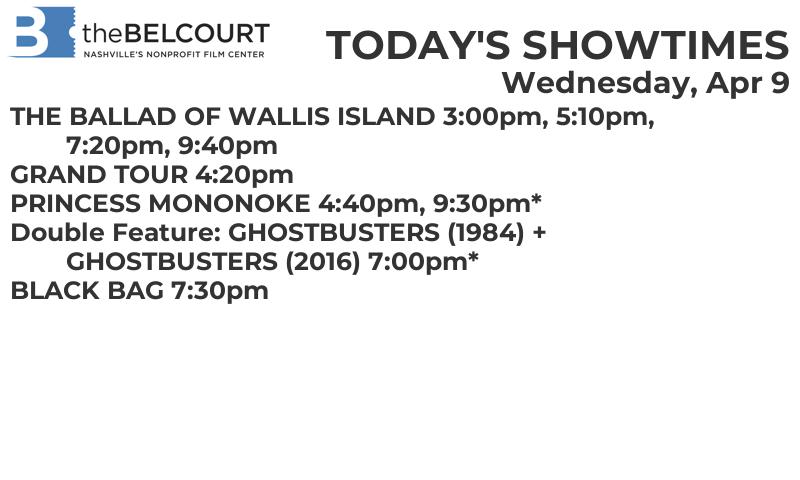 B theBELCOURT
NASHVILLE'S NONPROFIT FILM CENTER
TODAY'S SHOWTIMES
Wednesday, Apr 9
THE BALLAD OF WALLIS ISLAND 3:00pm, 5:10pm,
7:20pm, 9:40pm
GRAND TOUR 4:20pm
PRINCESS MONONOKE 4:40pm, 9:30pm*
Double Feature: GHOSTBUSTERS (1984) +
GHOSTBUSTERS (2016) 7:00pm*
BLACK BAG 7:30pm